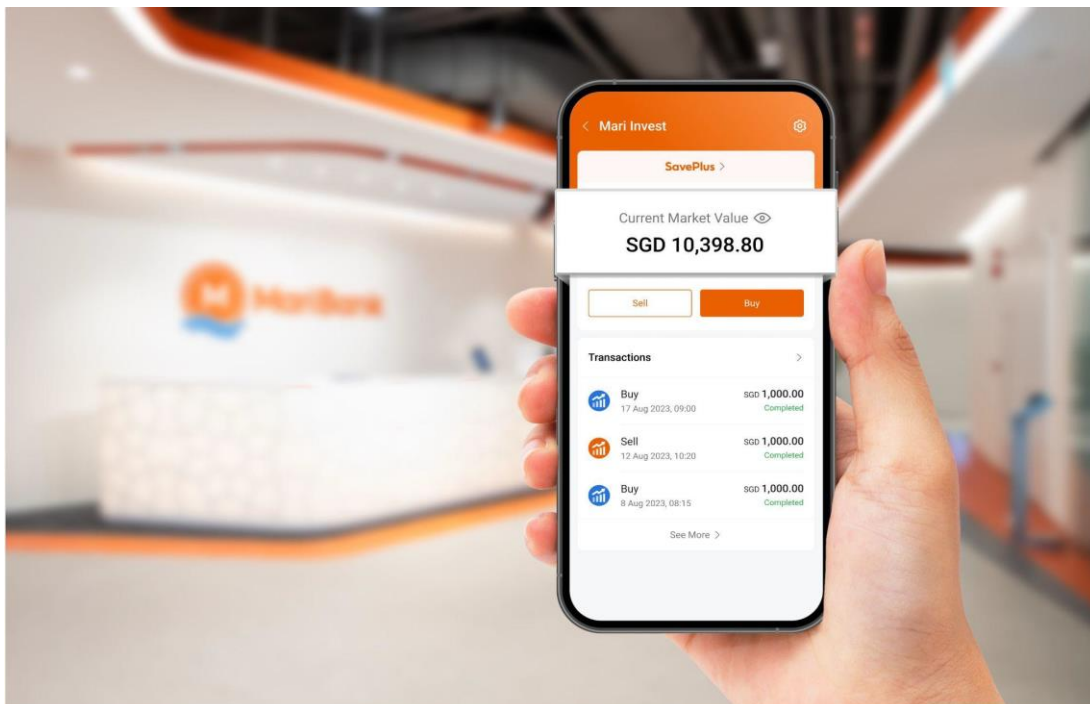 Mari Invest
SavePlus >
Current Market Value
SGD 10,398.80
Sell
Buy
Transactions
Buy
SGD 1,000.00
17 Aug 2023, 09:00
Completed
Sell
SGD 1,000.00
12 Aug 2023, 10:20
Completed
Buy
SGD 1,000.00
8 Aug 2023, 08:15
Completed
See More >
MariBank